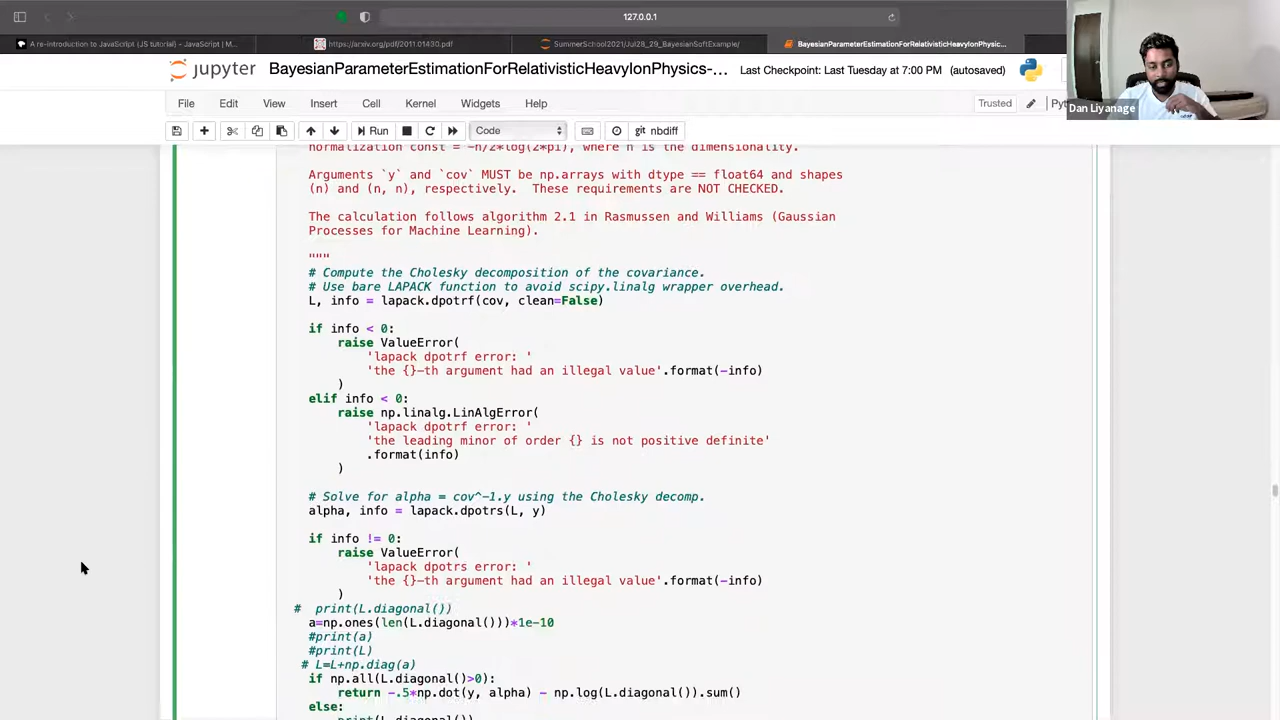 127.0.0.1
A re-introduction to JavaScript (JS tutorial) - JavaScript | M...
https://arxiv.org/pdf/2011.01430.pdf
SummerSchool2021/Jul28_29_BayesianSoftExample/
BayesianParameterEstimationForRelativisticHeavyIonPhysic...
jupyter BayesianParameterEstimationForRelativisticHeavyIonPhysics-... Last Checkpoint: Last Tuesday at 7:00 PM (autosaved)
File Edit View Insert Cell Kernel Widgets Help
Trusted
Dan Liyanage
Run
Code
git nbdiff
normalization const = -n/2*log(2*pi), where n is the dimensionality.
Arguments `y` and `cov` MUST be np.arrays with dtype == float64 and shapes
(n) and (n, n), respectively. These requirements are NOT CHECKED.
The calculation follows algorithm 2.1 in Rasmussen and Williams (Gaussian
Processes for Machine Learning).
"""
# Compute the Cholesky decomposition of the covariance.
# Use bare LAPACK function to avoid scipy.linalg wrapper overhead.
L, info = lapack.dpotrf(cov, clean=False)
if info < 0:
raise ValueError(
'lapack dpotrf error: '
'the {}-th argument had an illegal value'.format(-info)
)
elif info < 0:
raise np.linalg.LinAlgError(
'lapack dpotrf error: '
'the leading minor of order {} is not positive definite'
.format(info)
)
# Solve for alpha = cov^-1.y using the Cholesky decomp.
alpha, info = lapack.dpotrs(L, y)
if info != 0:
raise ValueError(
'lapack dpotrs error: '
'the {}-th argument had an illegal value'.format(-info)
)
# print(L.diagonal())
a=np.ones(len(L.diagonal()))*1e-10
#print(a)
#print(L)
# L=L+np.diag(a)
if np.all(L.diagonal()>0):
return -.5*np.dot(y, alpha) - np.log(L.diagonal()).sum()
else:
print(L.diagonal())